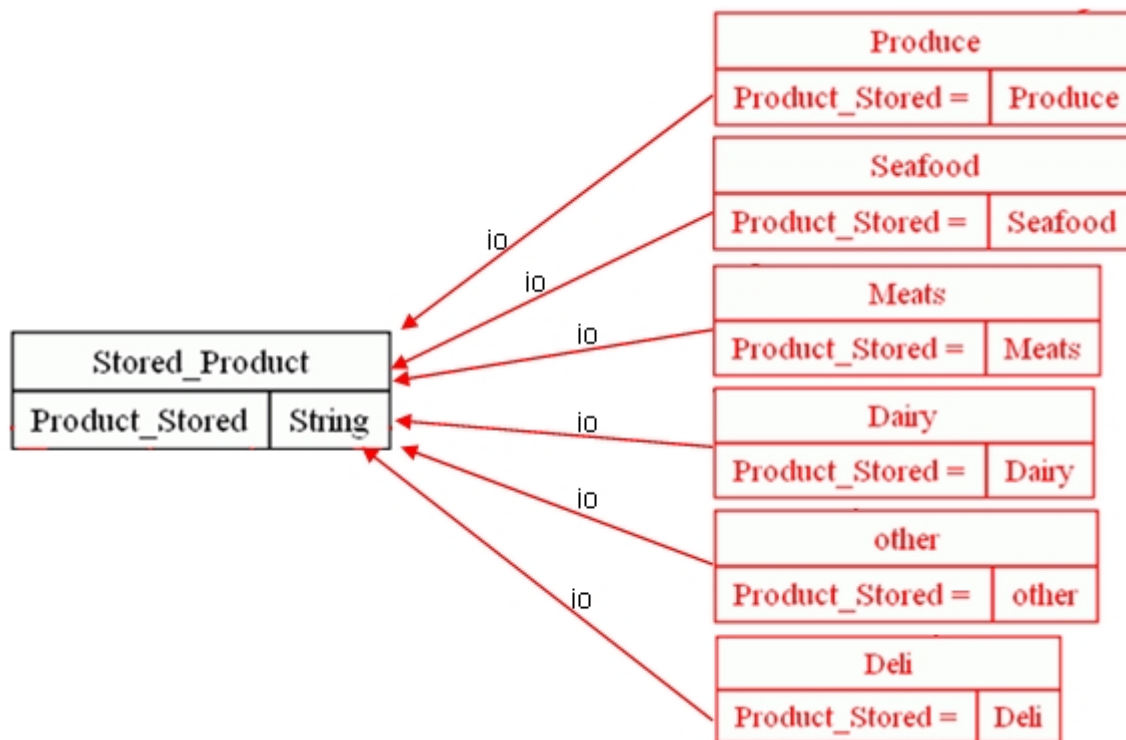 Produce
Product_Stored = Produce
Seafood
Product_Stored = Seafood
io
io
Meats
Product_Stored = Meats
io
Stored_Product
Product_Stored String
Dairy
Product_Stored = Dairy
io
other
Product_Stored = other
io
Deli
Product_Stored = Deli
io